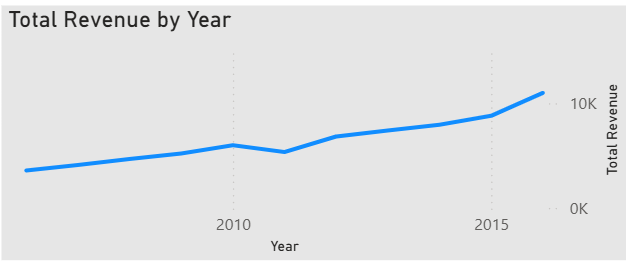 Total Revenue by Year
10K
Total Revenue
0K
2010
2015
Year